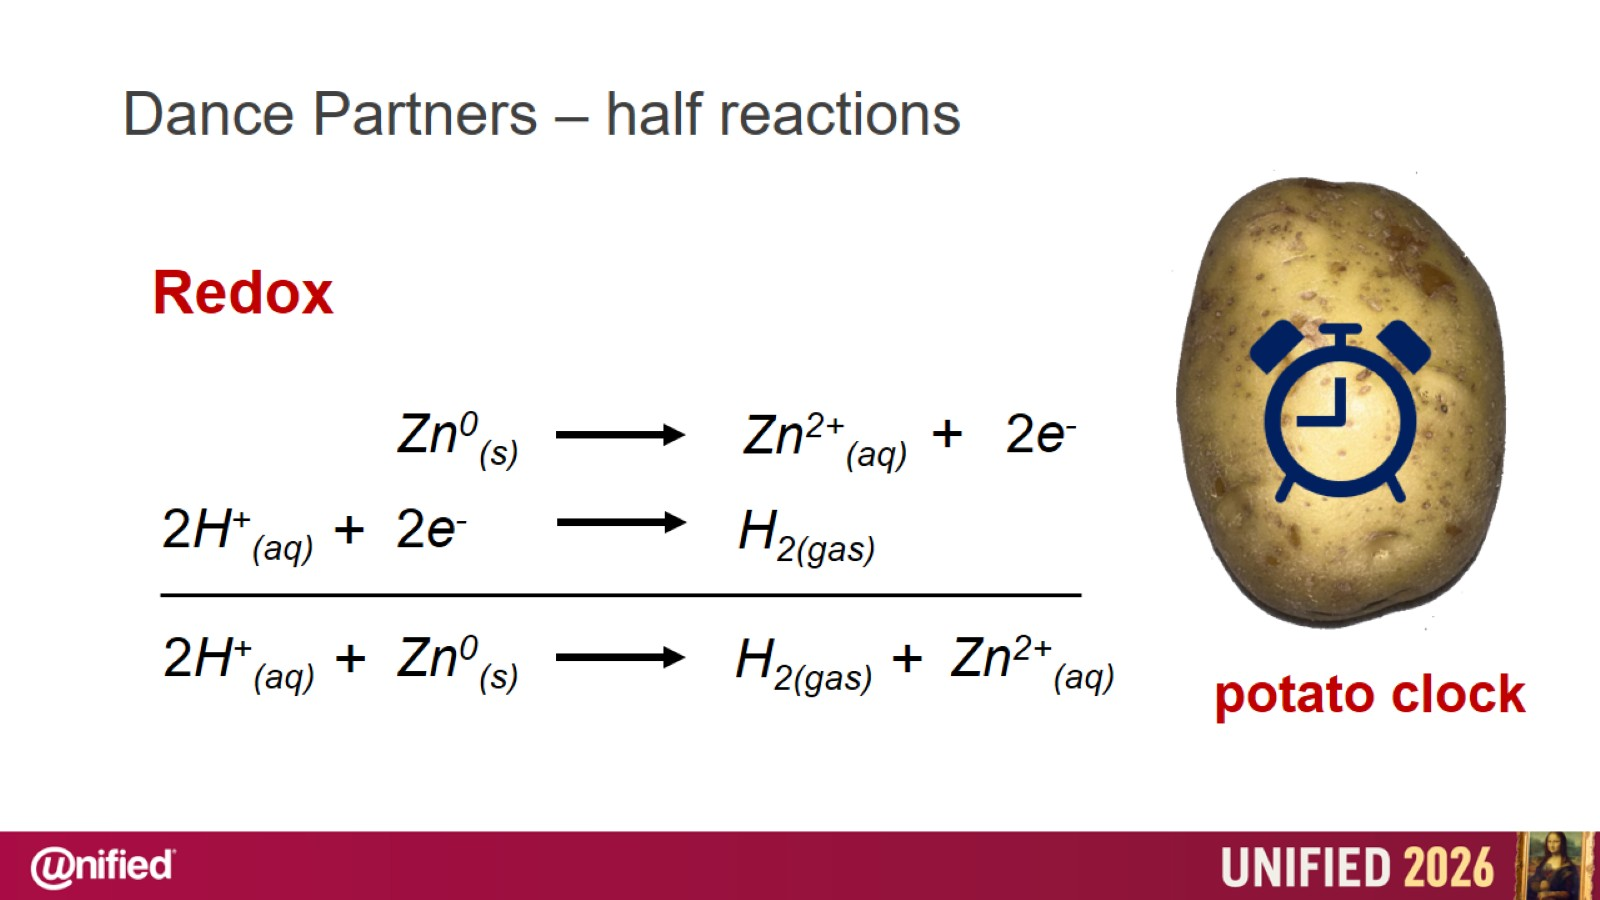 Dance Partners – half reactions
Redox
Zn⁰(s) ⟶ Zn²⁺(aq) + 2e⁻
2H⁺(aq) + 2e⁻ ⟶ H₂(gas)
2H⁺(aq) + Zn⁰(s) ⟶ H₂(gas) + Zn²⁺(aq)
potato clock
@unified
UNIFIED 2026